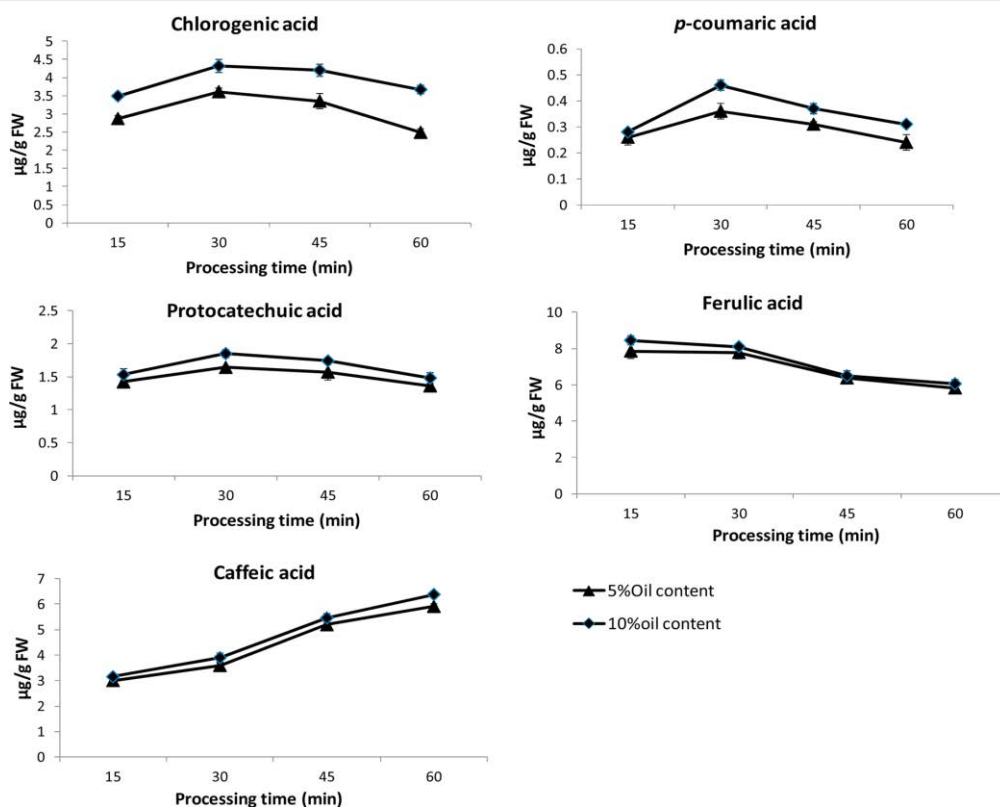 Chlorogenic acid
5
4.5
4
3.5
3
2.5
2
1.5
1
0.5
0
µg/g FW
15 30 45 60
Processing time (min)
p-coumaric acid
0.6
0.5
0.4
0.3
0.2
0.1
0
µg/g FW
15 30 45 60
Processing time (min)
Protocatechuic acid
2.5
2
1.5
1
0.5
0
µg/g FW
15 30 45 60
Processing time (min)
Ferulic acid
10
8
6
4
2
0
µg/g FW
15 30 45 60
Processing time (min)
Caffeic acid
7
6
5
4
3
2
1
0
µg/g FW
15 30 45 60
Processing time (min)
5%Oil content
10%oil content